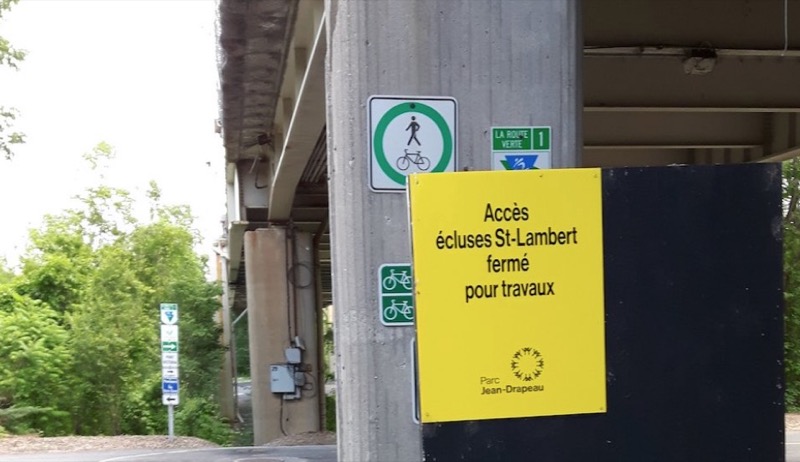 LA ROUTE
VERTE 1
Accès
écluses St-Lambert
fermé
pour travaux
Parc
Jean-Drapeau